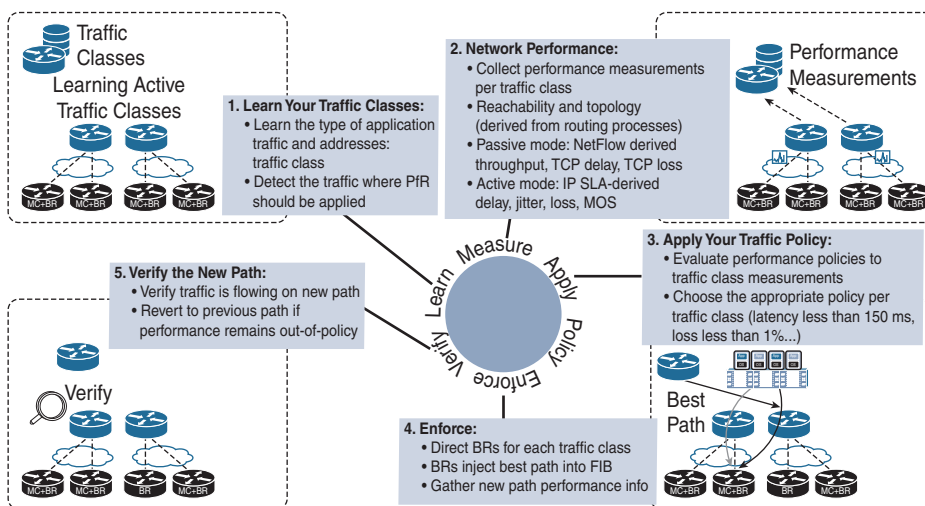 Traffic
Classes
Learning Active
Traffic Classes
MC+BR
MC+BR
MC+BR
MC+BR
1. Learn Your Traffic Classes:
• Learn the type of application
traffic and addresses:
traffic class
• Detect the traffic where PfR
should be applied
2. Network Performance:
• Collect performance measurements
per traffic class
• Reachability and topology
(derived from routing processes)
• Passive mode: NetFlow derived
throughput, TCP delay, TCP loss
• Active mode: IP SLA-derived
delay, jitter, loss, MOS
Performance
Measurements
MC+BR
MC+BR
MC+BR
MC+BR
3. Apply Your Traffic Policy:
• Evaluate performance policies to
traffic class measurements
• Choose the appropriate policy per
traffic class (latency less than 150 ms,
loss less than 1%...)
Best
Path
MC+BR
MC+BR
BR
MC+BR
4. Enforce:
• Direct BRs for each traffic class
• BRs inject best path into FIB
• Gather new path performance info
5. Verify the New Path:
• Verify traffic is flowing on new path
• Revert to previous path if
performance remains out-of-policy
Verify
MC+BR
MC+BR
BR
MC+BR
Learn Measure Apply Policy Enforce Verify